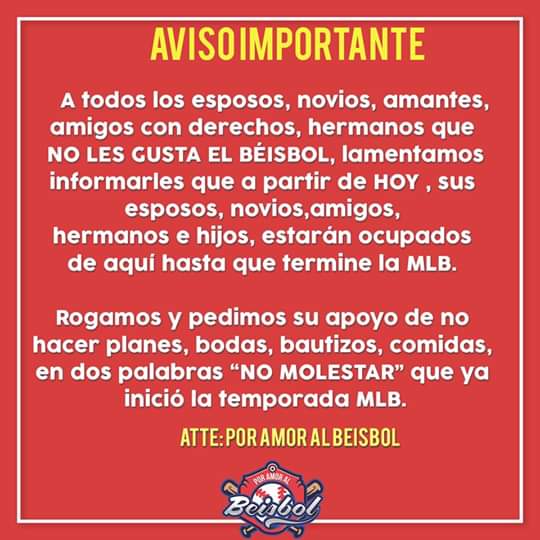 AVISO IMPORTANTE
A todos los esposos, novios, amantes,
amigos con derechos, hermanos que
NO LES GUSTA EL BÉISBOL, lamentamos
informarles que a partir de HOY , sus
esposos, novios,amigos,
hermanos e hijos, estarán ocupados
de aquí hasta que termine la MLB.
Rogamos y pedimos su apoyo de no
hacer planes, bodas, bautizos, comidas,
en dos palabras “NO MOLESTAR” que ya
inició la temporada MLB.
ATTE: POR AMOR AL BEISBOL
POR AMOR AL
Beisbol